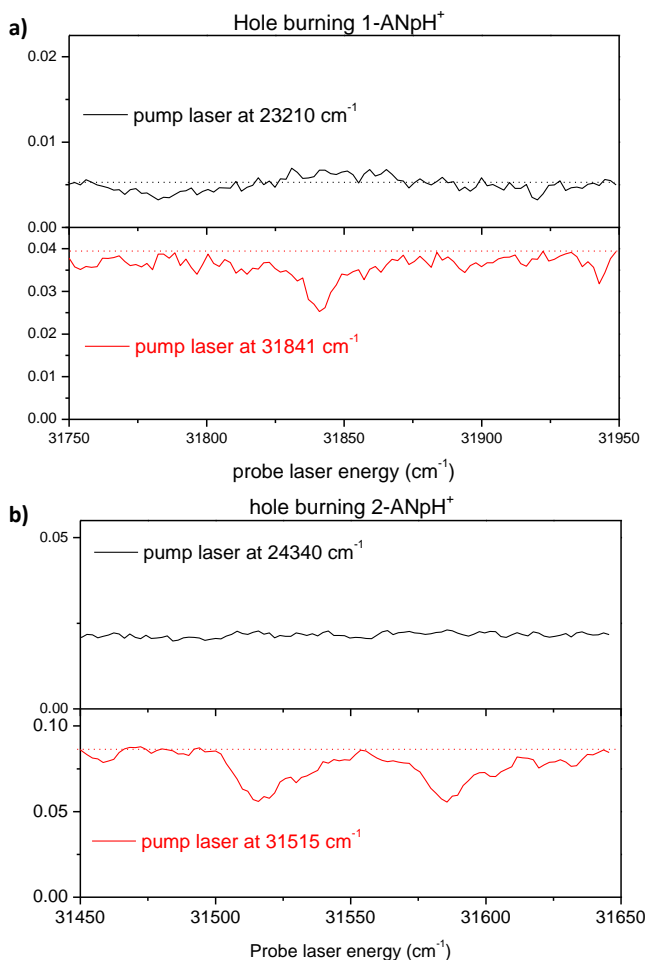 a)
Hole burning 1-ANpH⁺
0.02
pump laser at 23210 cm⁻¹
0.01
0.00
0.04
0.03
0.02
pump laser at 31841 cm⁻¹
0.01
0.00
31750 31800 31850 31900 31950
probe laser energy (cm⁻¹)
b)
hole burning 2-ANpH⁺
0.05
pump laser at 24340 cm⁻¹
0.00
0.10
0.05
pump laser at 31515 cm⁻¹
0.00
31450 31500 31550 31600 31650
Probe laser energy (cm⁻¹)